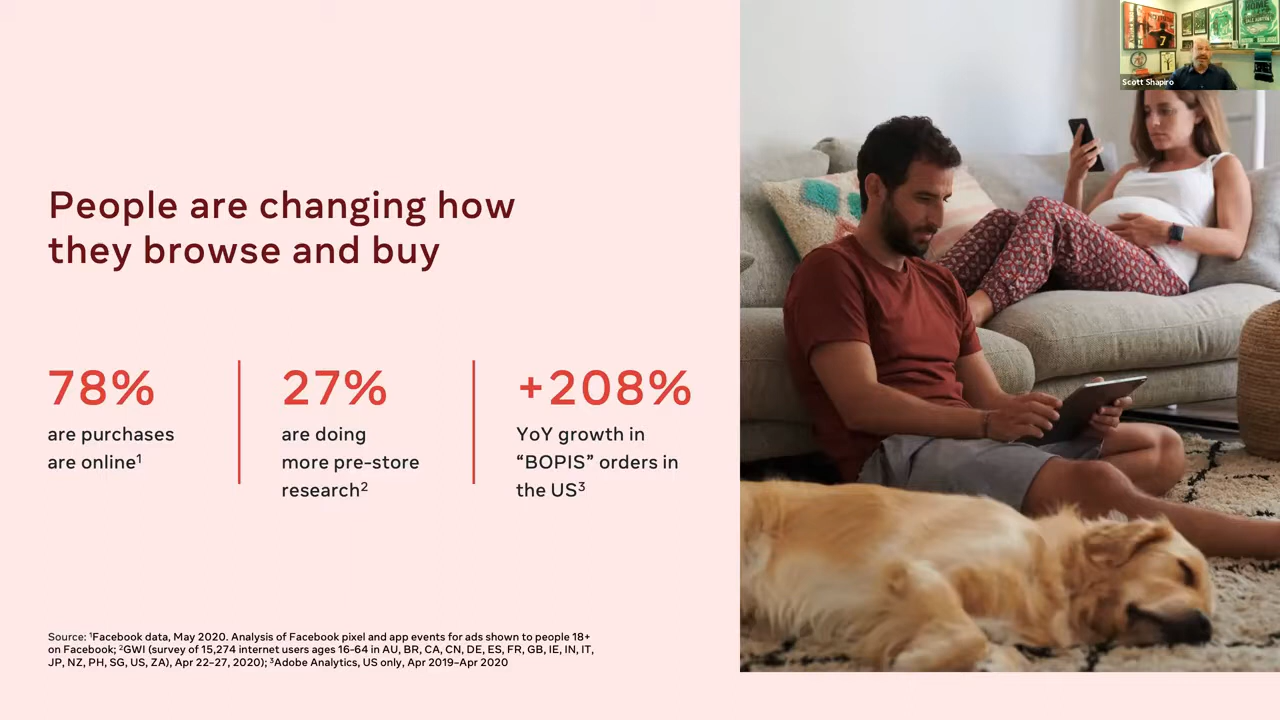 Scott Shapiro
People are changing how
they browse and buy
78%
are purchases
are online¹
27%
are doing
more pre-store
research²
+208%
YoY growth in
“BOPIS” orders in
the US³
Source: ¹Facebook data, May 2020. Analysis of Facebook pixel and app events for ads shown to people 18+
on Facebook; ²GWI (survey of 15,274 internet users ages 16-64 in AU, BR, CA, CN, DE, ES, FR, GB, IE, IN, IT,
JP, NZ, PH, SG, US, ZA), Apr 22–27, 2020); ³Adobe Analytics, US only, Apr 2019–Apr 2020